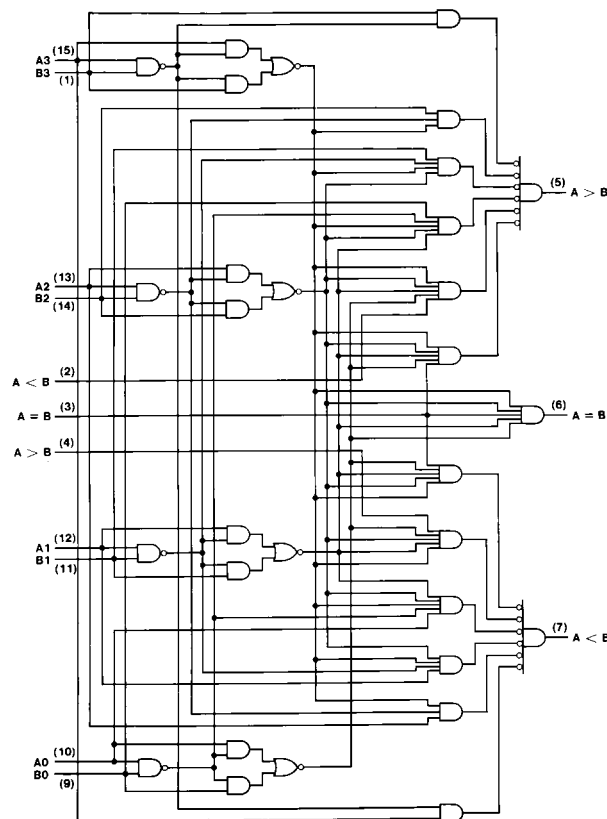 A3 (15)
B3 (1)
(5) A > B
A2 (13)
B2 (14)
A < B (2)
A = B (3)
(6) A = B
A > B (4)
A1 (12)
B1 (11)
(7) A < B
A0 (10)
B0 (9)